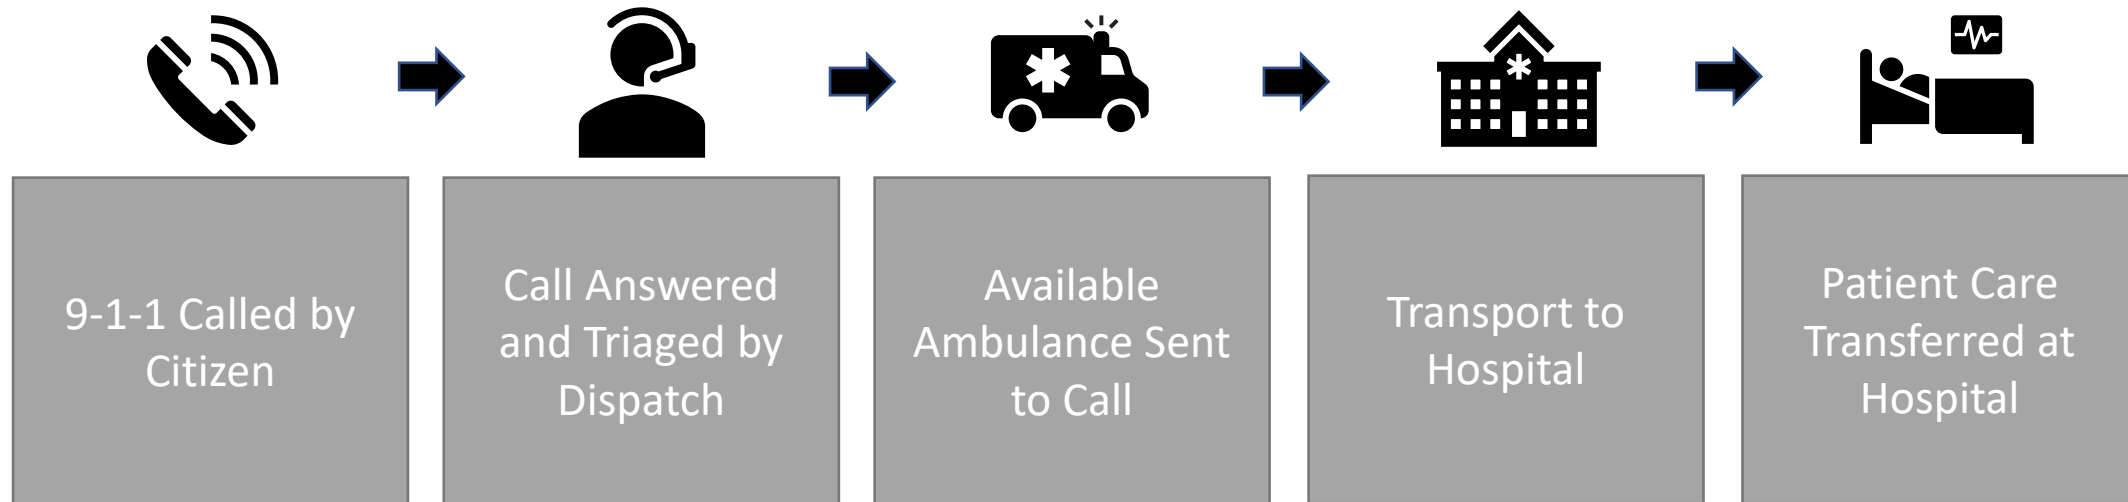 9-1-1 Called by
Citizen
Call Answered
and Triaged by
Dispatch
Available
Ambulance Sent
to Call
Transport to
Hospital
Patient Care
Transferred at
Hospital